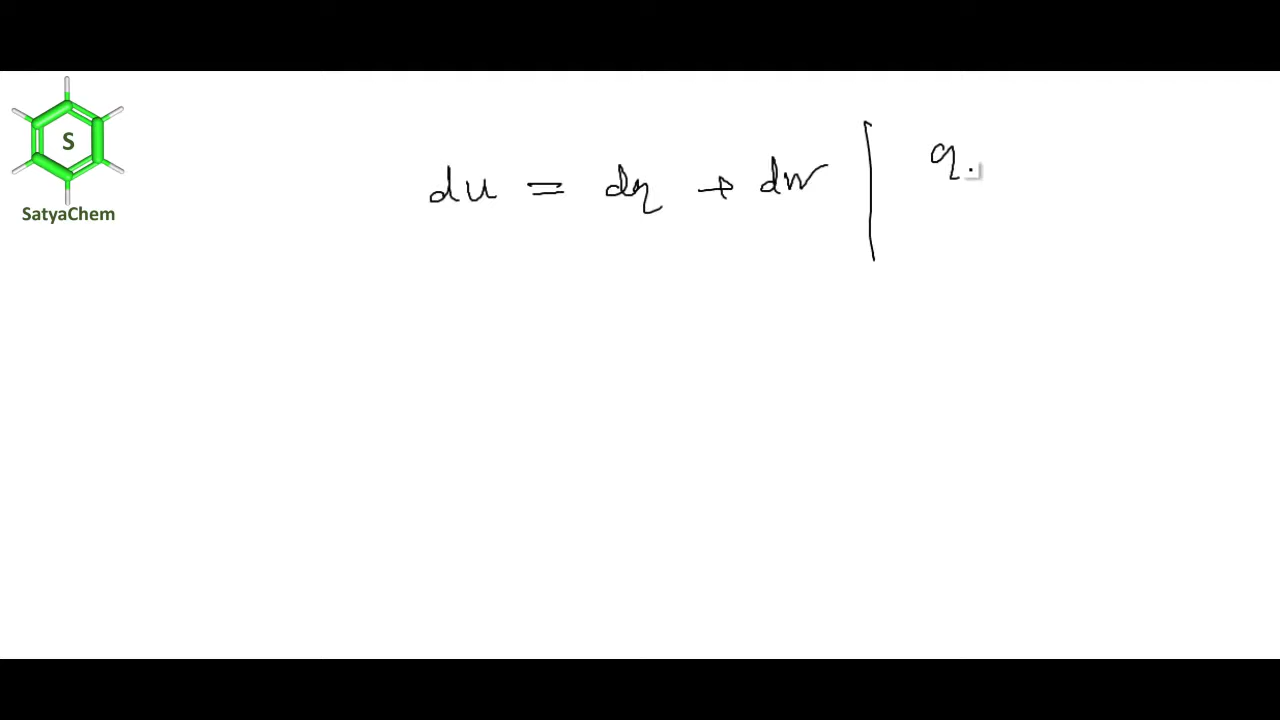 S
SatyaChem
du = dq + dw | q.